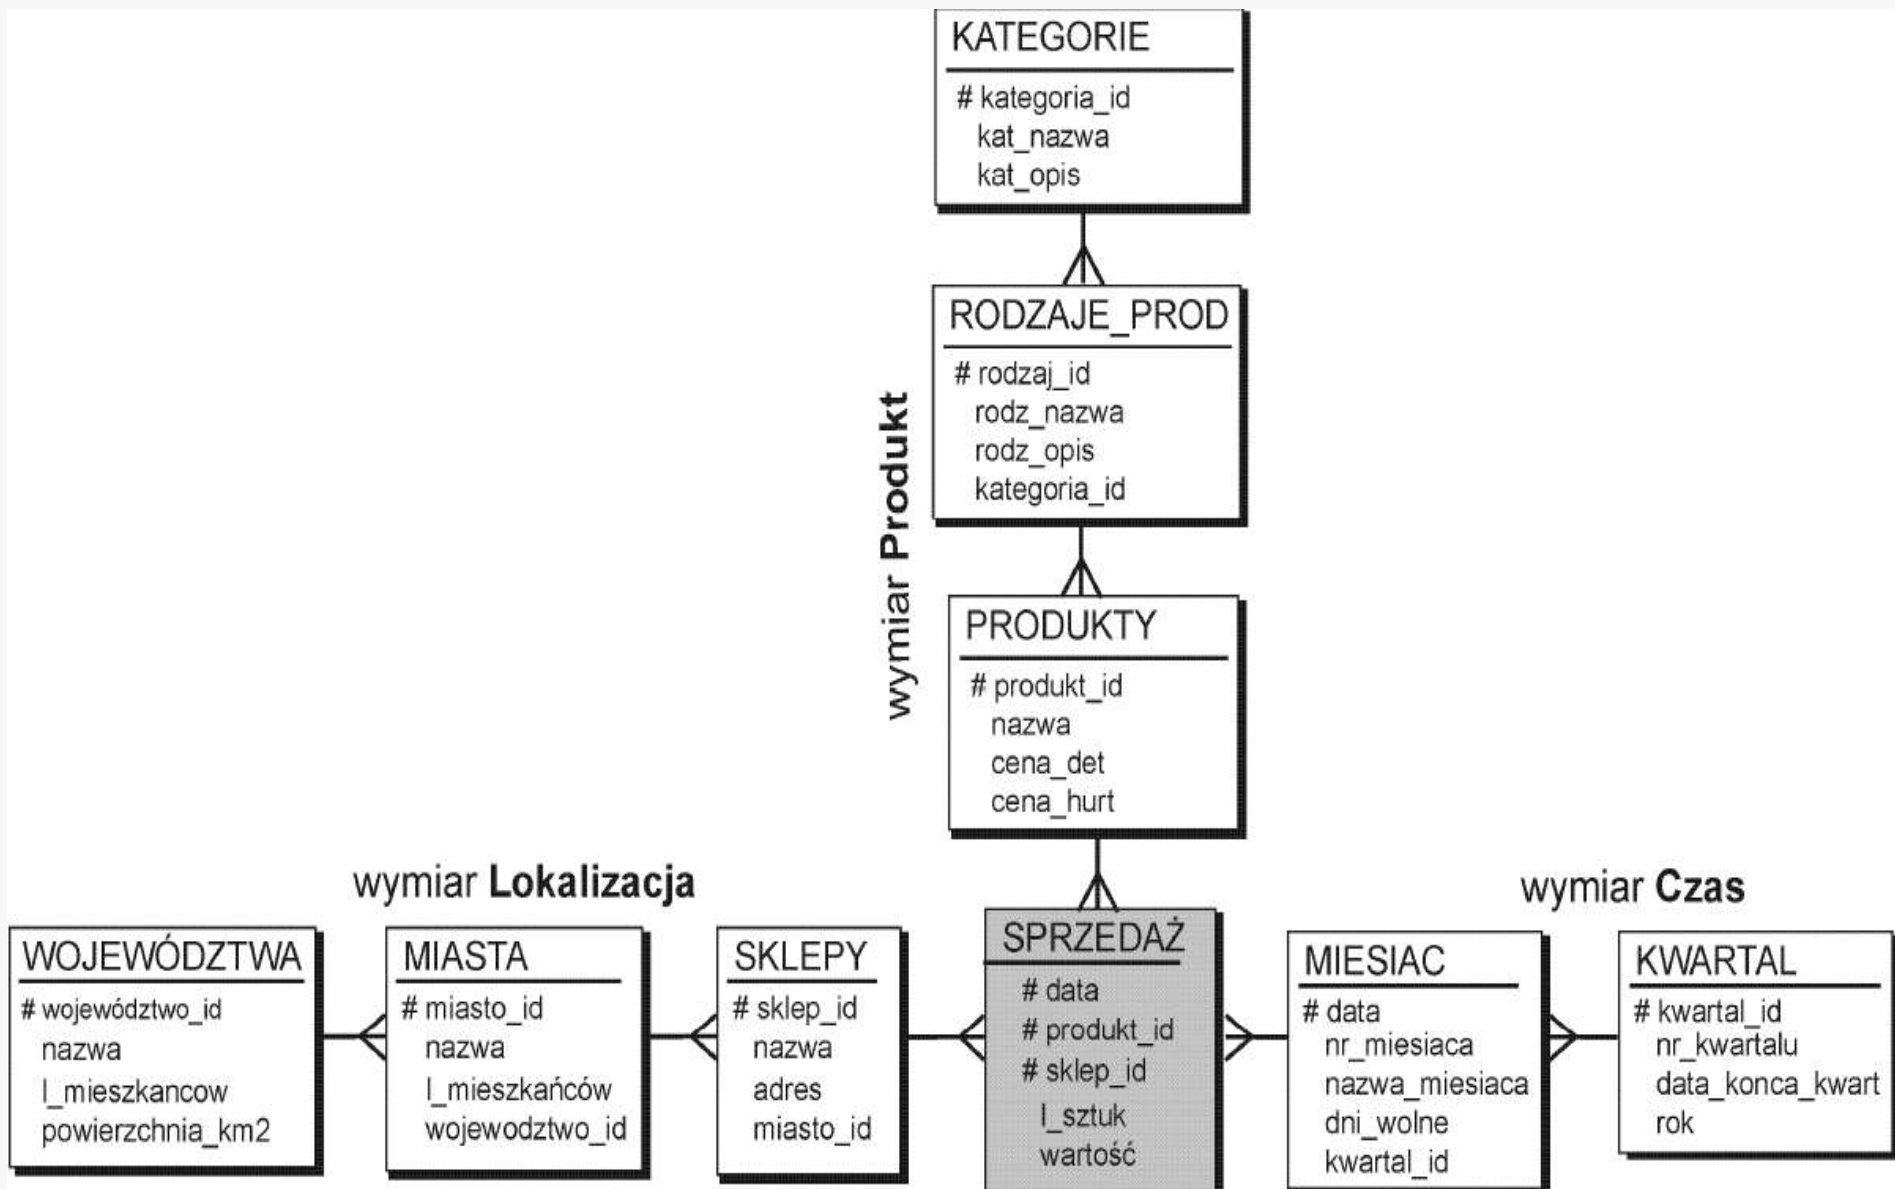 KATEGORIE
# kategoria_id
kat_nazwa
kat_opis
RODZAJE_PROD
# rodzaj_id
rodz_nazwa
rodz_opis
kategoria_id
wymiar Produkt
PRODUKTY
# produkt_id
nazwa
cena_det
cena_hurt
wymiar Lokalizacja
wymiar Czas
WOJEWÓDZTWA
# województwo_id
nazwa
l_mieszkancow
powierzchnia_km2
MIASTA
# miasto_id
nazwa
l_mieszkańców
wojewodztwo_id
SKLEPY
# sklep_id
nazwa
adres
miasto_id
SPRZEDAŻ
# data
# produkt_id
# sklep_id
l_sztuk
wartość
MIESIAC
# data
nr_miesiaca
nazwa_miesiaca
dni_wolne
kwartal_id
KWARTAL
# kwartal_id
nr_kwartalu
data_konca_kwart
rok